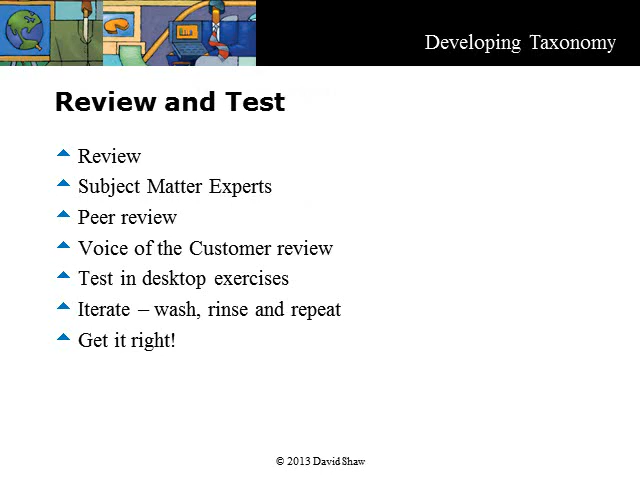 Developing Taxonomy
Review and Test
Review
Subject Matter Experts
Peer review
Voice of the Customer review
Test in desktop exercises
Iterate – wash, rinse and repeat
Get it right!
© 2013 David Shaw